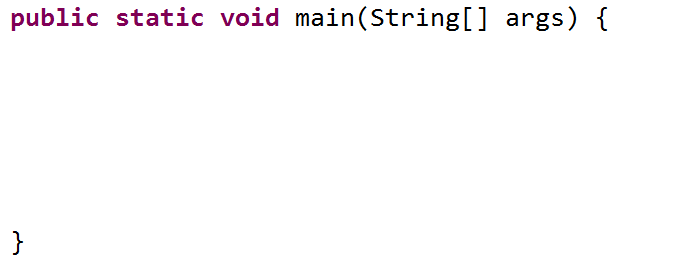 public static void main(String[] args) {
}